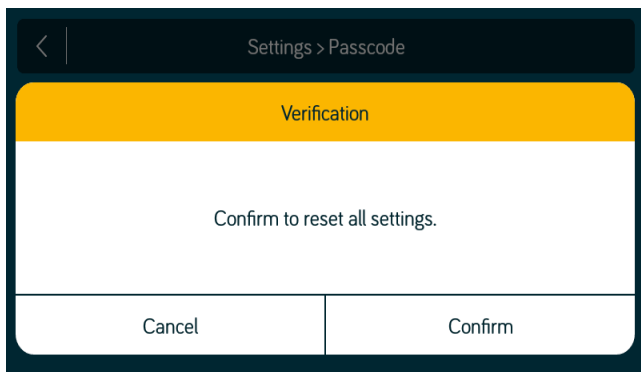 Settings > Passcode
Verification
Confirm to reset all settings.
Cancel
Confirm